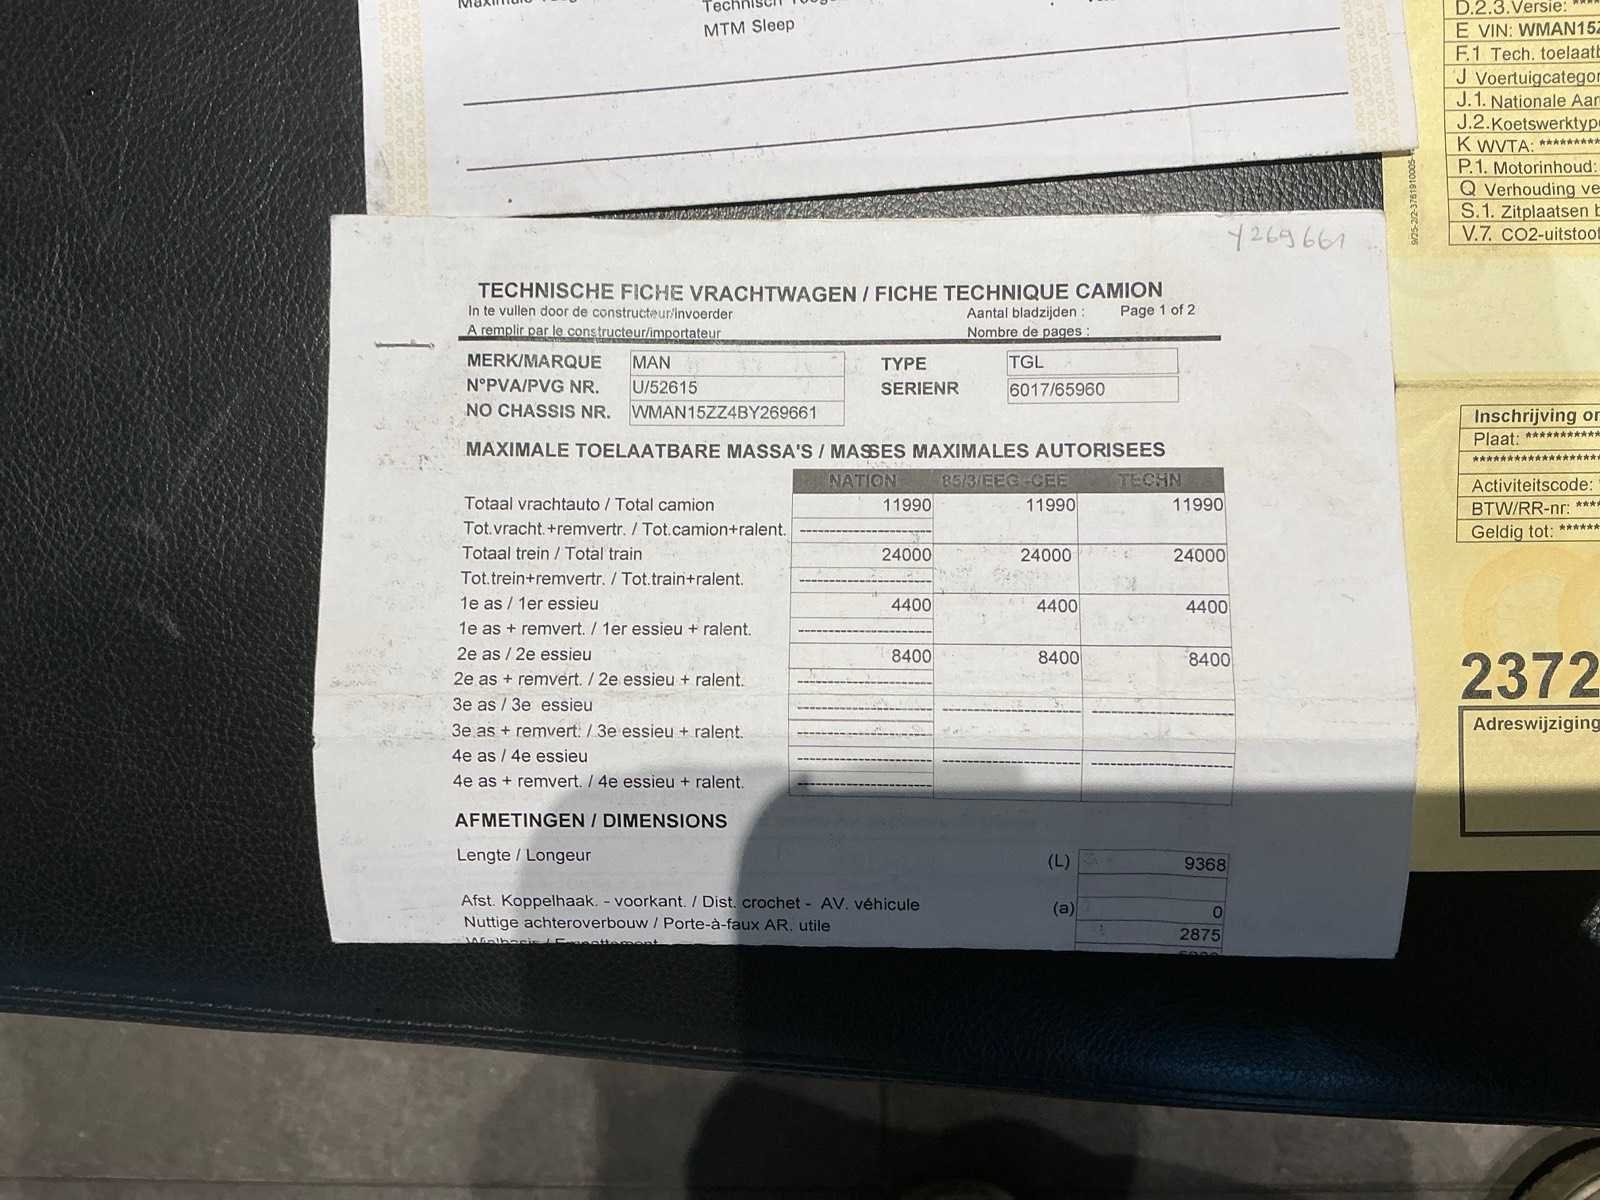 MTM Sleep
D.2.3.Versie: ****
E VIN: WMAN15Z
F.1 Tech. toelaatb
J Voertuigcategor
J.1. Nationale Aar
J.2. Koetswerktype
K WVTA: *********
P.1. Motorinhoud:
Q Verhouding ve
S.1. Zitplaatsen b
V.7. CO2-uitstoot
Y269661
TECHNISCHE FICHE VRACHTWAGEN / FICHE TECHNIQUE CAMION
In te vullen door de constructeur/invoerder
Aantal bladzijden : Page 1 of 2
A remplir par le constructeur/importateur
Nombre de pages :
MERK/MARQUE MAN TYPE TGL
N°PVA/PVG NR. U/52615 SERIENR 6017/65960
NO CHASSIS NR. WMAN15ZZ4BY269661
MAXIMALE TOELAATBARE MASSA'S / MASSES MAXIMALES AUTORISEES
NATION 85/3/EEG-CEE TECHN
Totaal vrachtauto / Total camion 11990 11990 11990
Tot.vracht.+remvertr. / Tot.camion+ralent. --------------------
Totaal trein / Total train 24000 24000 24000
Tot.trein+remvertr. / Tot.train+ralent. --------------------
1e as / 1er essieu 4400 4400 4400
1e as + remvert. / 1er essieu + ralent. --------------------
2e as / 2e essieu 8400 8400 8400
2e as + remvert. / 2e essieu + ralent. --------------------
3e as / 3e essieu -------------------- -------------------- --------------------
3e as + remvert. / 3e essieu + ralent. --------------------
4e as / 4e essieu -------------------- -------------------- --------------------
4e as + remvert. / 4e essieu + ralent. --------------------
AFMETINGEN / DIMENSIONS
Lengte / Longeur (L) 9368
Afst. Koppelhaak. - voorkant. / Dist. crochet - AV. véhicule (a) 0
Nuttige achteroverbouw / Porte-à-faux AR. utile 2875
Inschrijving
Plaat: **********
******************
Activiteitscode:
BTW/RR-nr: ****
Geldig tot: ******
2372
Adreswijziging